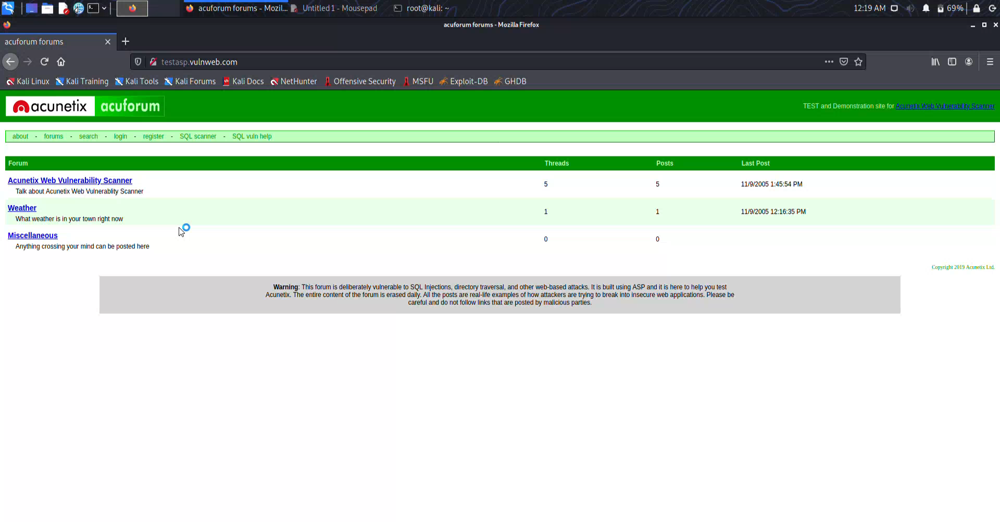 acuforum forums - Mozil... Untitled 1 - Mousepad root@kali: ~ 12:19 AM 69%
acuforum forums - Mozilla Firefox
acuforum forums
testasp.vulnweb.com
Kali Linux Kali Training Kali Tools Kali Forums Kali Docs NetHunter Offensive Security MSFU Exploit-DB GHDB
acunetix acuforum TEST and Demonstration site for Acunetix Web Vulnerability Scanner
about - forums - search - login - register - SQL scanner - SQL vuln help
Forum Threads Posts Last Post
Acunetix Web Vulnerability Scanner
Talk about Acunetix Web Vulnerablity Scanner
5 5 11/9/2005 1:45:54 PM
Weather
What weather is in your town right now
1 1 11/9/2005 12:16:35 PM
Miscellaneous
Anything crossing your mind can be posted here
0 0
Copyright 2019 Acunetix Ltd.
Warning: This forum is deliberately vulnerable to SQL Injections, directory traversal, and other web-based attacks. It is built using ASP and it is here to help you test
Acunetix. The entire content of the forum is erased daily. All the posts are real-life examples of how attackers are trying to break into insecure web applications. Please be
careful and do not follow links that are posted by malicious parties.